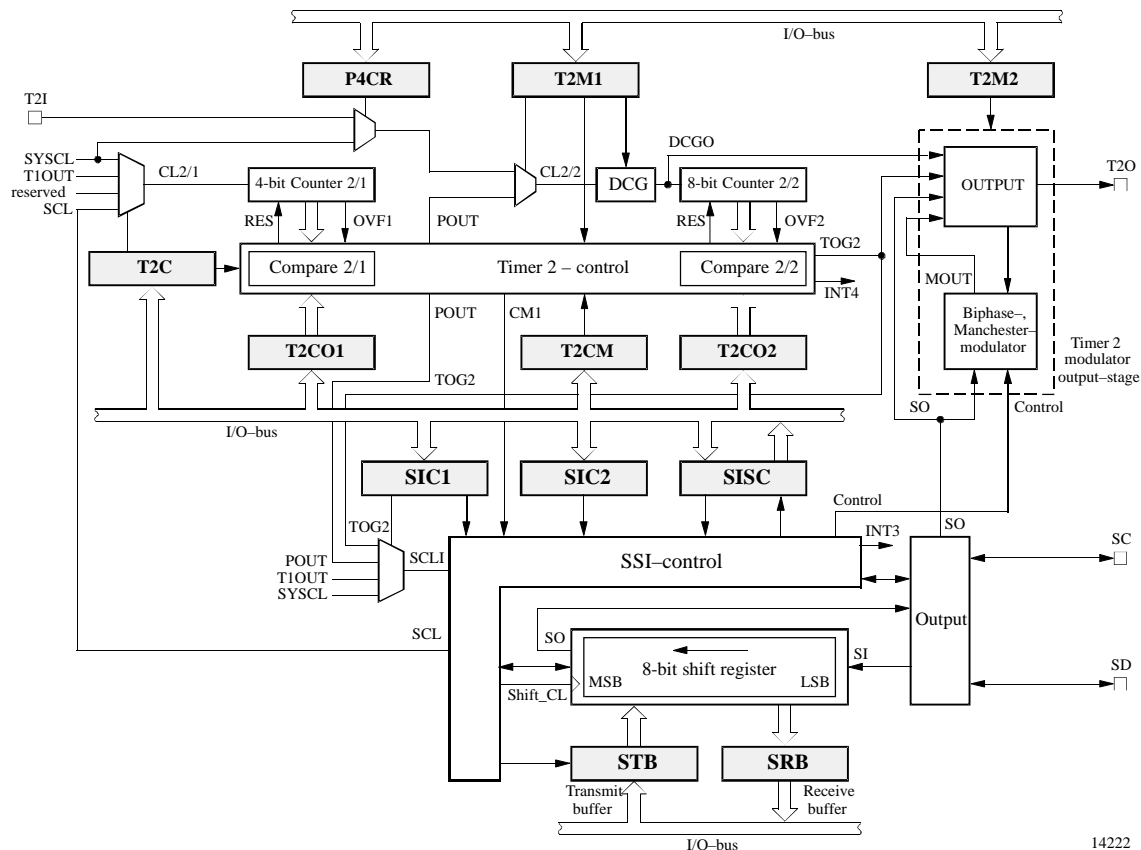 I/O–bus
P4CR
T2M1
T2M2
T2I
SYSCL
T1OUT
reserved
SCL
CL2/1
4-bit Counter 2/1
CL2/2
DCG
DCGO
8-bit Counter 2/2
OUTPUT
T2O
RES
OVF1
POUT
RES
OVF2
TOG2
T2C
Compare 2/1
Timer 2 – control
Compare 2/2
INT4
MOUT
Biphase–,
Manchester–
modulator
Timer 2
modulator
output–stage
POUT
CM1
T2CO1
T2CM
T2CO2
TOG2
I/O–bus
SO
Control
SIC1
SIC2
SISC
Control
TOG2
POUT
T1OUT
SYSCL
SCLI
SSI–control
INT3
SO
SC
Output
SCL
SO
SI
8-bit shift register
MSB
LSB
Shift_CL
SD
STB
SRB
Transmit
buffer
Receive
buffer
I/O–bus
14222